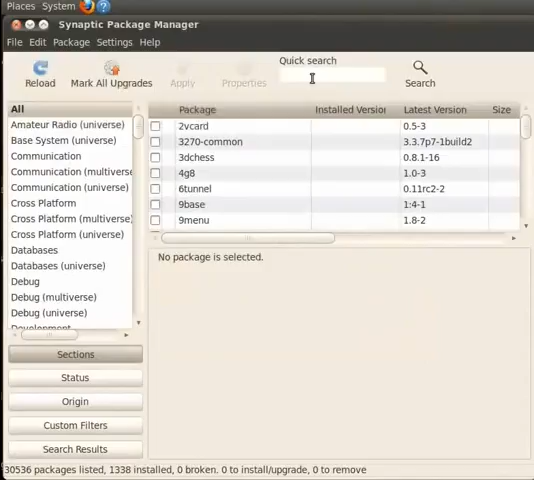 Places System
Synaptic Package Manager
File Edit Package Settings Help
Quick search
Reload Mark All Upgrades Apply Properties Search
All
Amateur Radio (universe)
Base System (universe)
Communication
Communication (multivers
Communication (universe)
Cross Platform
Cross Platform (multivers
Cross Platform (universe)
Databases
Databases (universe)
Debug
Debug (multiverse)
Debug (universe)
Development
Package Installed Version Latest Version Size
2vcard 0.5-3
3270-common 3.3.7p7-1build2
3dchess 0.8.1-16
4g8 1.0-3
6tunnel 0.11rc2-2
9base 1:4-1
9menu 1.8-2
No package is selected.
Sections
Status
Origin
Custom Filters
Search Results
30536 packages listed, 1338 installed, 0 broken. 0 to install/upgrade, 0 to remove